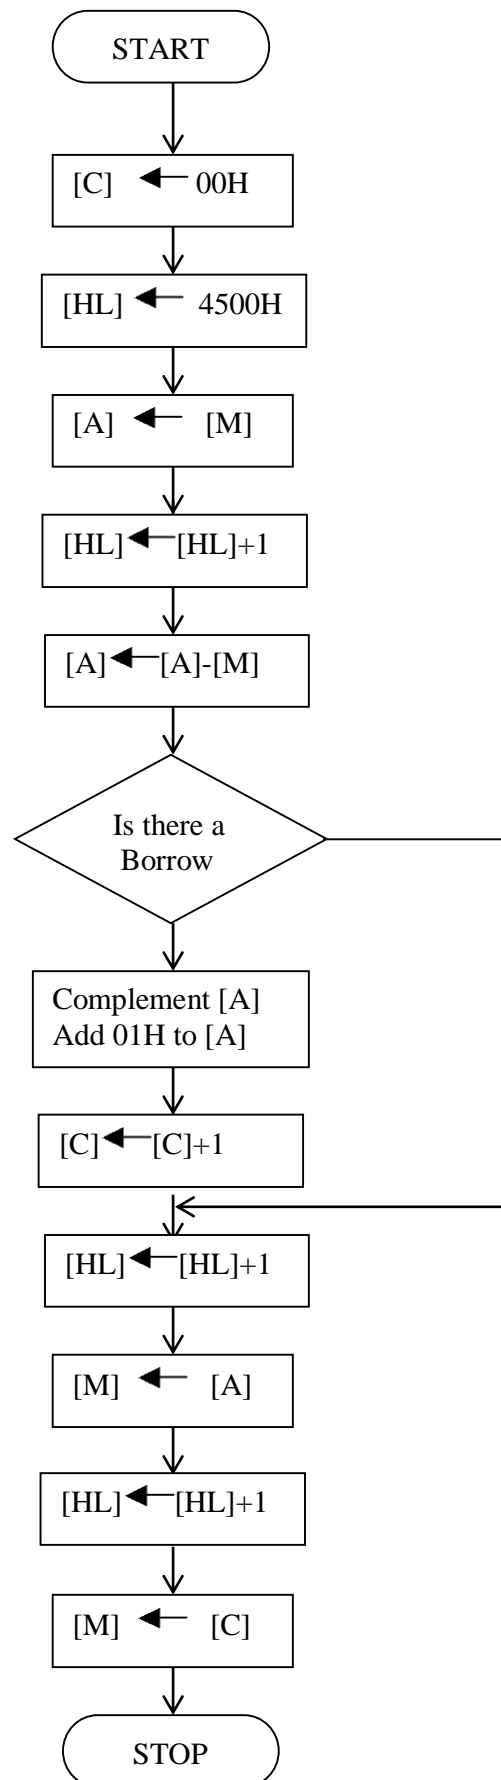 START
[C] 00H
[HL] 4500H
[A] [M]
[HL] [HL]+1
[A] [A]-[M]
Is there a
Borrow
Complement [A]
Add 01H to [A]
[C] [C]+1
[HL] [HL]+1
[M] [A]
[HL] [HL]+1
[M] [C]
STOP